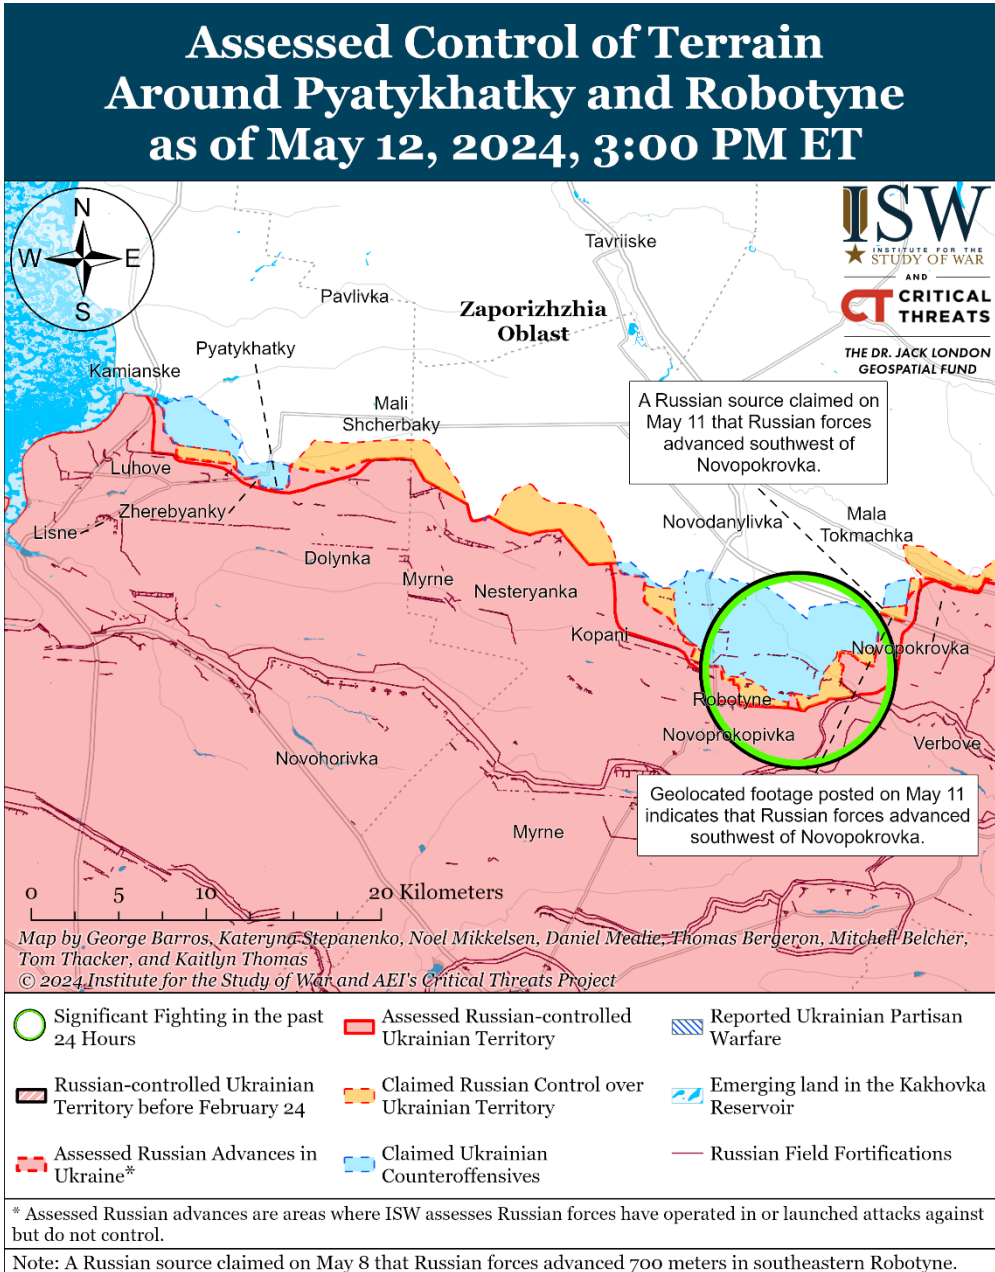 Assessed Control of Terrain
Around Pyatykhatky and Robotyne
as of May 12, 2024, 3:00 PM ET
N
W
E
S
ISW
INSTITUTE FOR THE
STUDY OF WAR
AND
CT CRITICAL
THREATS
THE DR. JACK LONDON
GEOSPATIAL FUND
Tavriiske
Pavlivka
Zaporizhzhia
Oblast
Pyatykhatky
Kamianske
Mali
Shcherbaky
A Russian source claimed on
May 11 that Russian forces
advanced southwest of
Novopokrovka.
Luhove
Zherebyanky
Lisne
Novodanylivka
Mala
Tokmachka
Dolynka
Myrne
Nesteryanka
Kopani
Novopokrovka
Robotyne
Novoprokopivka
Verbove
Novohorivka
Geolocated footage posted on May 11
indicates that Russian forces advanced
southwest of Novopokrovka.
Myrne
0 5 10 20 Kilometers
Map by George Barros, Kateryna Stepanenko, Noel Mikkelsen, Daniel Mealie, Thomas Bergeron, Mitchell Belcher,
Tom Thacker, and Kaitlyn Thomas
© 2024 Institute for the Study of War and AEI's Critical Threats Project
Significant Fighting in the past
24 Hours
Russian-controlled Ukrainian
Territory before February 24
Assessed Russian Advances in
Ukraine*
Assessed Russian-controlled
Ukrainian Territory
Claimed Russian Control over
Ukrainian Territory
Claimed Ukrainian
Counteroffensives
Reported Ukrainian Partisan
Warfare
Emerging land in the Kakhovka
Reservoir
Russian Field Fortifications
* Assessed Russian advances are areas where ISW assesses Russian forces have operated in or launched attacks against
but do not control.
Note: A Russian source claimed on May 8 that Russian forces advanced 700 meters in southeastern Robotyne.